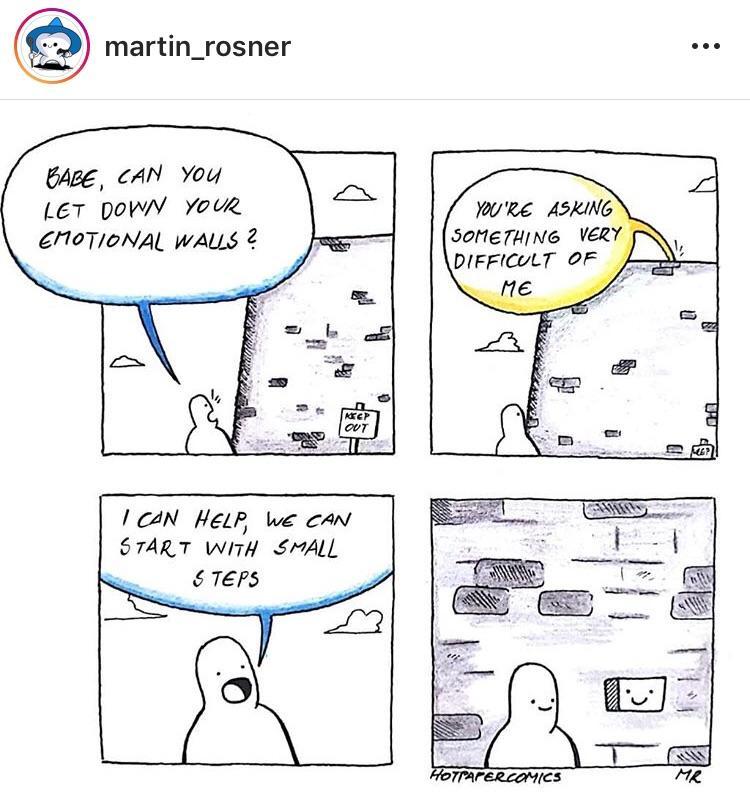 martin_rosner
BABE, CAN YOU
LET DOWN YOUR
EMOTIONAL WALLS?
KEEP
OUT
YOU'RE ASKING
SOMETHING VERY
DIFFICULT OF
ME
I CAN HELP, WE CAN
START WITH SMALL
STEPS
HOTPAPERCOMICS
MR